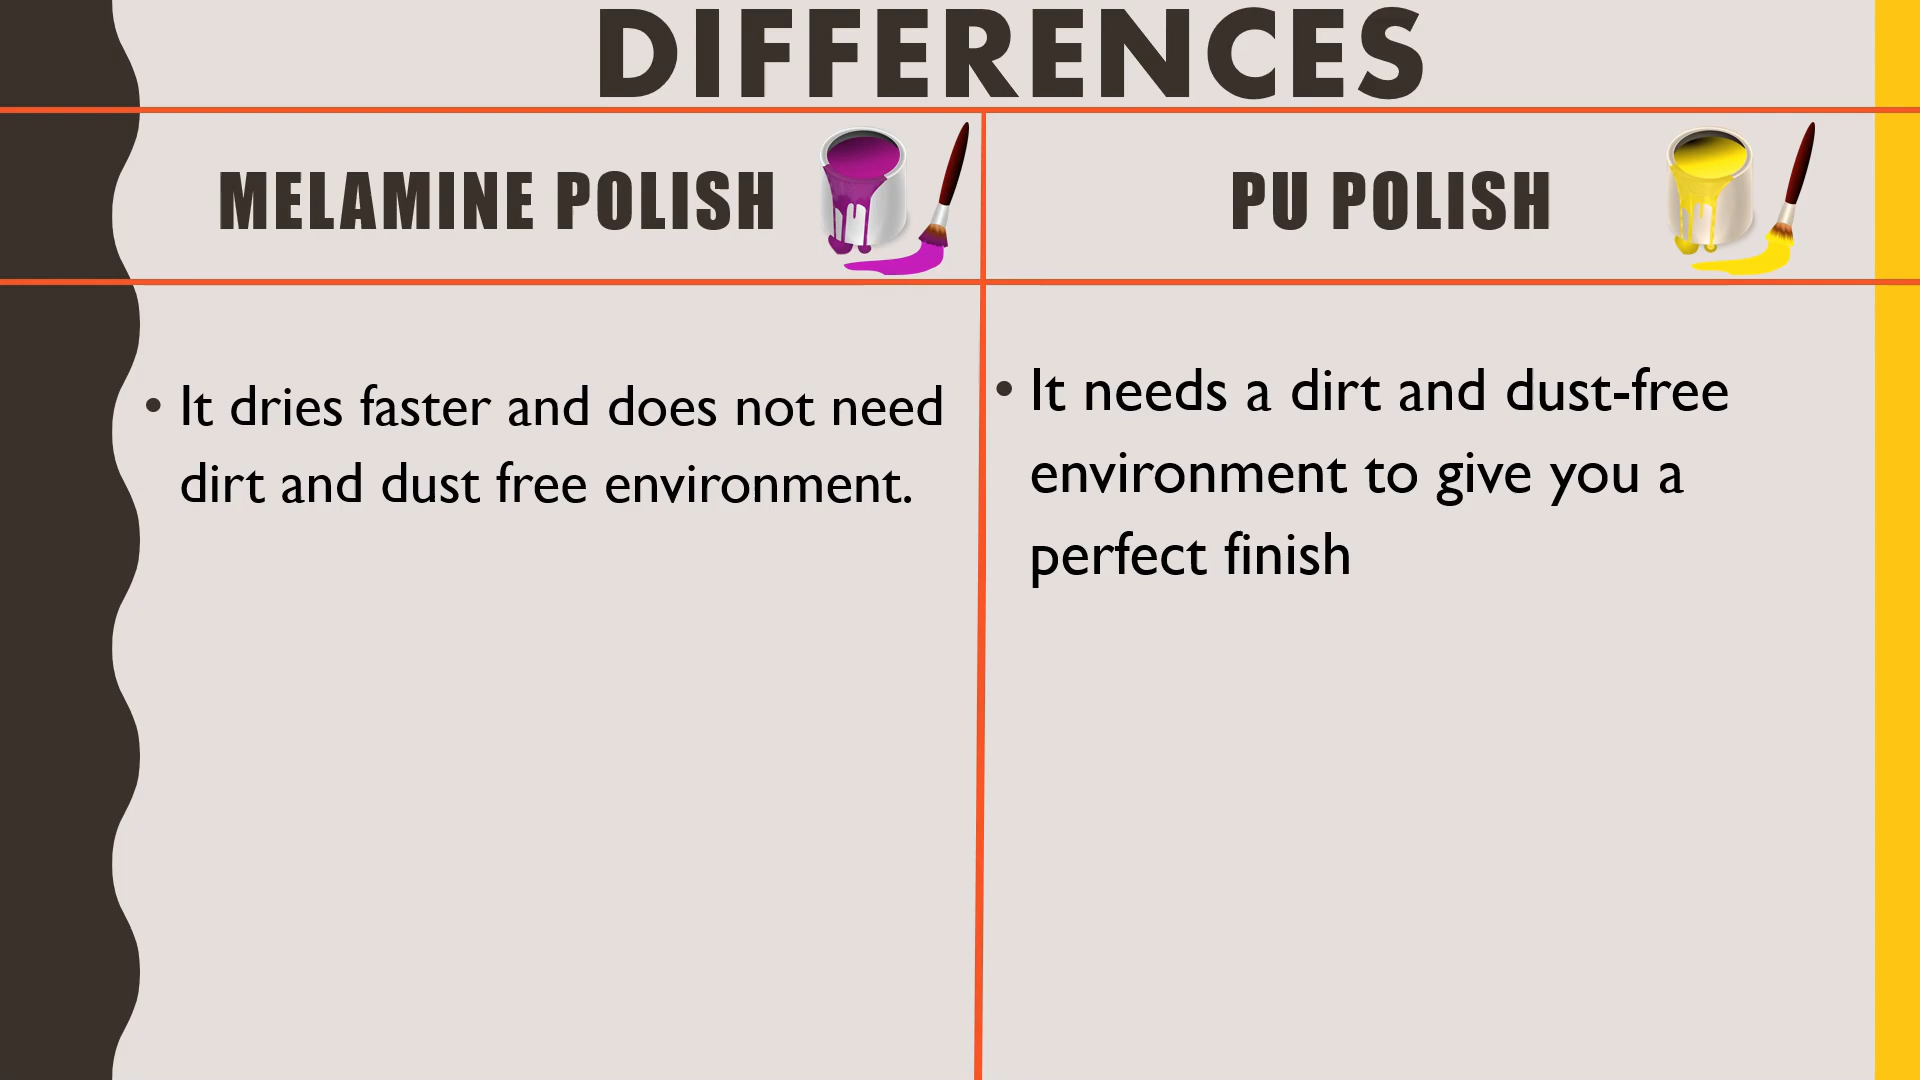 DIFFERENCES
MELAMINE POLISH
PU POLISH
• It dries faster and does not need
dirt and dust free environment.
• It needs a dirt and dust-free
environment to give you a
perfect finish